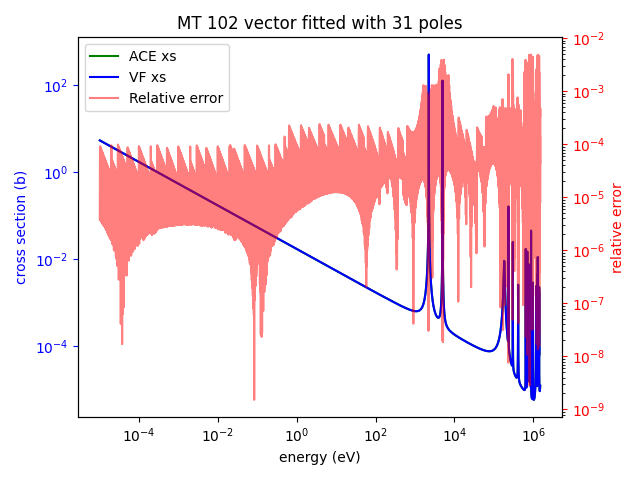 MT 102 vector fitted with 31 poles
ACE xs
VF xs
Relative error
cross section (b)
10^2
10^0
10^-2
10^-4
10^-2
10^-3
10^-4
10^-5
10^-6
10^-7
10^-8
10^-9
relative error
10^-4 10^-2 10^0 10^2 10^4 10^6
energy (eV)